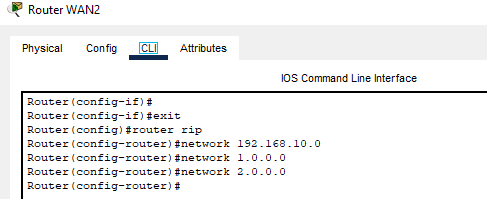 Router WAN2
Physical Config CLI Attributes
IOS Command Line Interface
Router(config-if)#
Router(config-if)#exit
Router(config)#router rip
Router(config-router)#network 192.168.10.0
Router(config-router)#network 1.0.0.0
Router(config-router)#network 2.0.0.0
Router(config-router)#